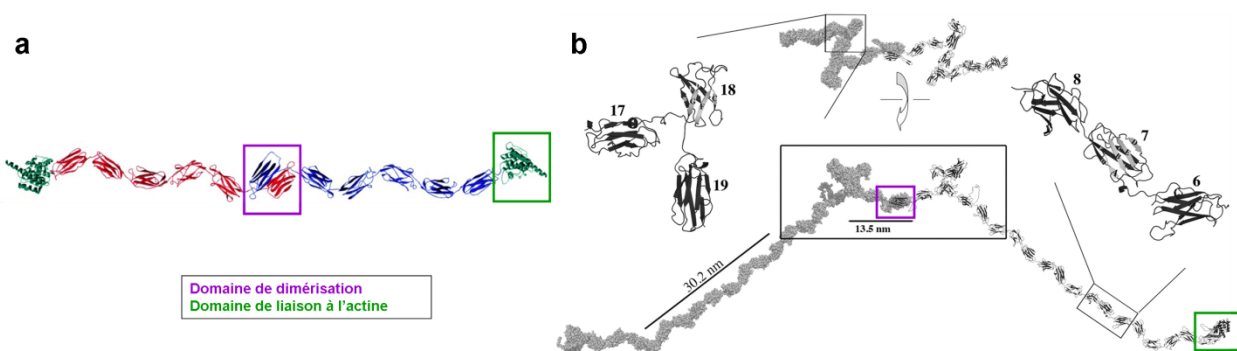 a
b
17
18
19
8
7
6
13.5 nm
30.2 nm
Domaine de dimérisation
Domaine de liaison à l'actine